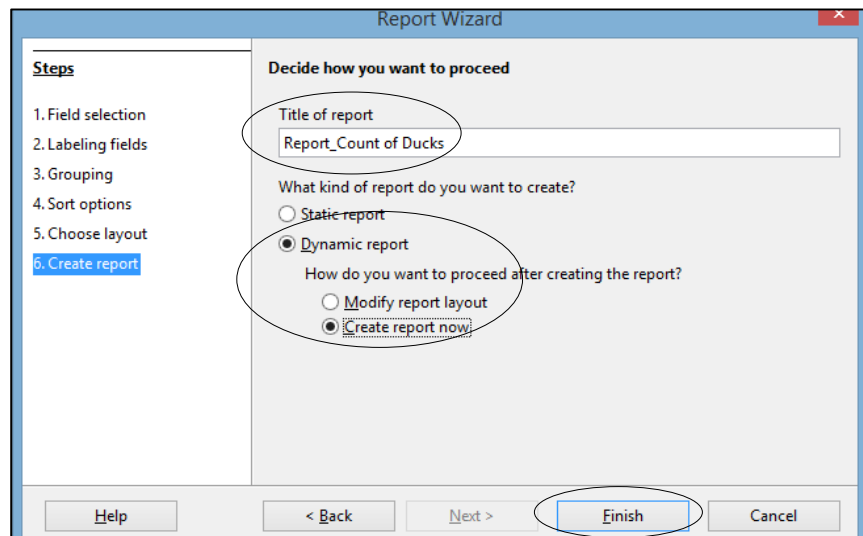 Report Wizard
Steps
1. Field selection
2. Labeling fields
3. Grouping
4. Sort options
5. Choose layout
6. Create report
Decide how you want to proceed
Title of report
Report_Count of Ducks
What kind of report do you want to create?
Static report
Dynamic report
How do you want to proceed after creating the report?
Modify report layout
Create report now
Help
< Back
Next >
Finish
Cancel